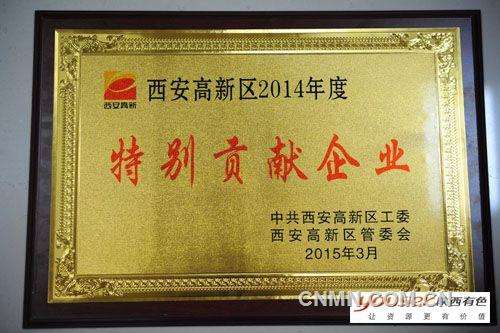 西安高新
西安高新区2014年度
特别贡献企业
中共西安高新区工委
西安高新区管委会
2015年3月
CNMN.COM.CN
陕西有色
让资源更有价值